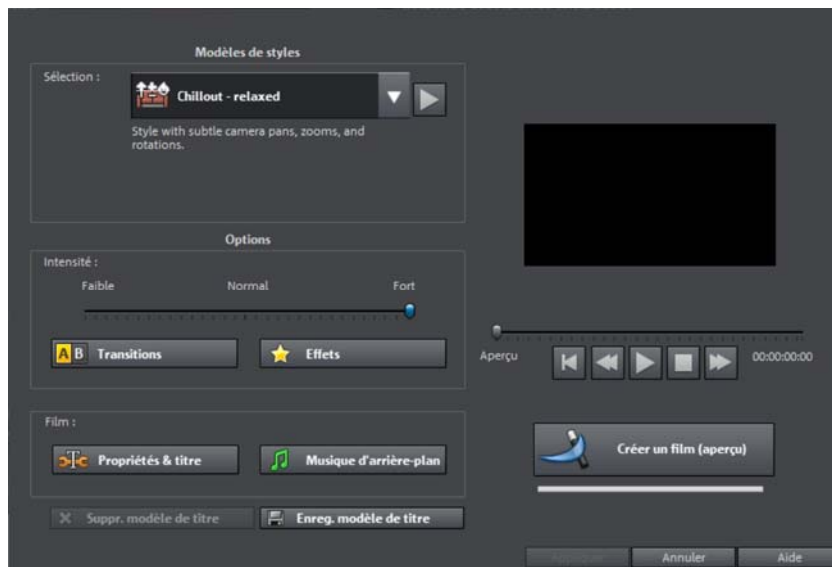 Modèles de styles
Sélection :
Chillout - relaxed
Style with subtle camera pans, zooms, and
rotations.
Options
Intensité :
Faible Normal Fort
A B Transitions
Effets
Aperçu
00:00:00:00
Film :
Propriétés & titre
Musique d'arrière-plan
Créer un film (aperçu)
Suppr. modèle de titre
Enreg. modèle de titre
Annuler
Aide